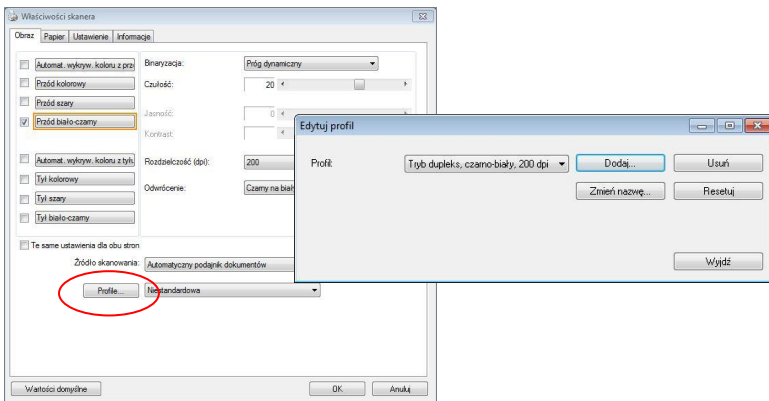 Właściwości skanera
Obraz Papier Ustawienie Informacje
Automat. wykryw. koloru z prz
Binaryzacja: Próg dynamiczny
Przód kolorowy
Czułość: 20
Przód szary
Jasność: 0
Przód biało-czarny
Kontrast:
Automat. wykryw. koloru z tyłu
Rozdzielczość (dpi): 200
Tył kolorowy
Odwrócenie: Czarny na biał
Tył szary
Tył biało-czarny
Te same ustawienia dla obu stron
Źródło skanowania: Automatyczny podajnik dokumentów
Profile... Niestandardowa
Wartości domyślne OK Anuluj
Edytuj profil
Profil: Tryb dupleks, czarno-biały, 200 dpi Dodaj... Usuń
Zmień nazwę... Resetuj
Wyjdź